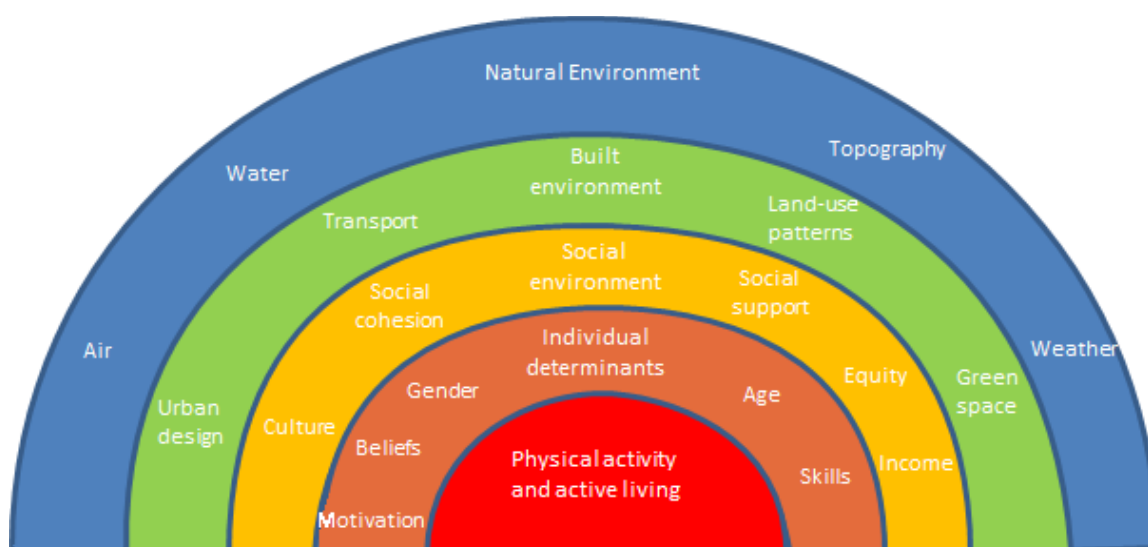 Natural Environment
Topography
Water
Air
Weather
Built
environment
Transport
Land-use
patterns
Urban
design
Green
space
Social
environment
Social
cohesion
Social
support
Culture
Equity
Income
Individual
determinants
Gender
Age
Beliefs
Motivation
Skills
Physical activity
and active living